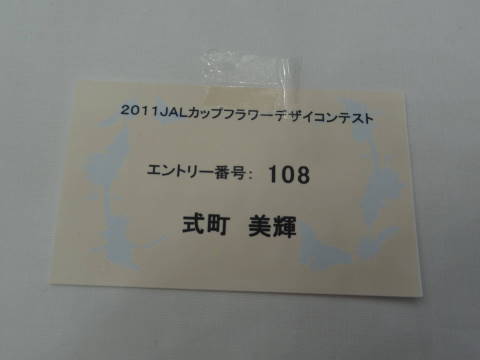 2011JALカップフラワーデザイコンテスト
エントリー番号: 108
式町 美輝